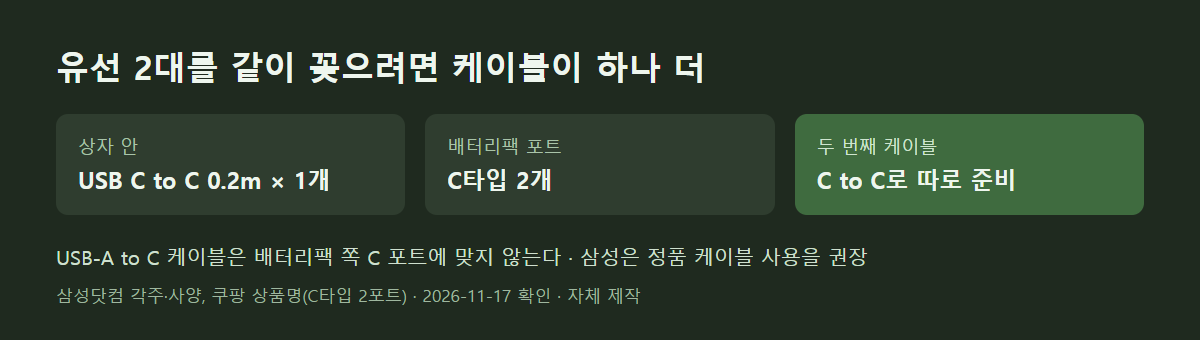 유선 2대를 같이 꽂으려면 케이블이 하나 더
상자 안
USB C to C 0.2m × 1개
배터리팩 포트
C타입 2개
두 번째 케이블
C to C로 따로 준비
USB-A to C 케이블은 배터리팩 쪽 C 포트에 맞지 않는다 · 삼성은 정품 케이블 사용을 권장
삼성닷컴 각주·사양, 쿠팡 상품명(C타입 2포트) · 2026-11-17 확인 · 자체 제작